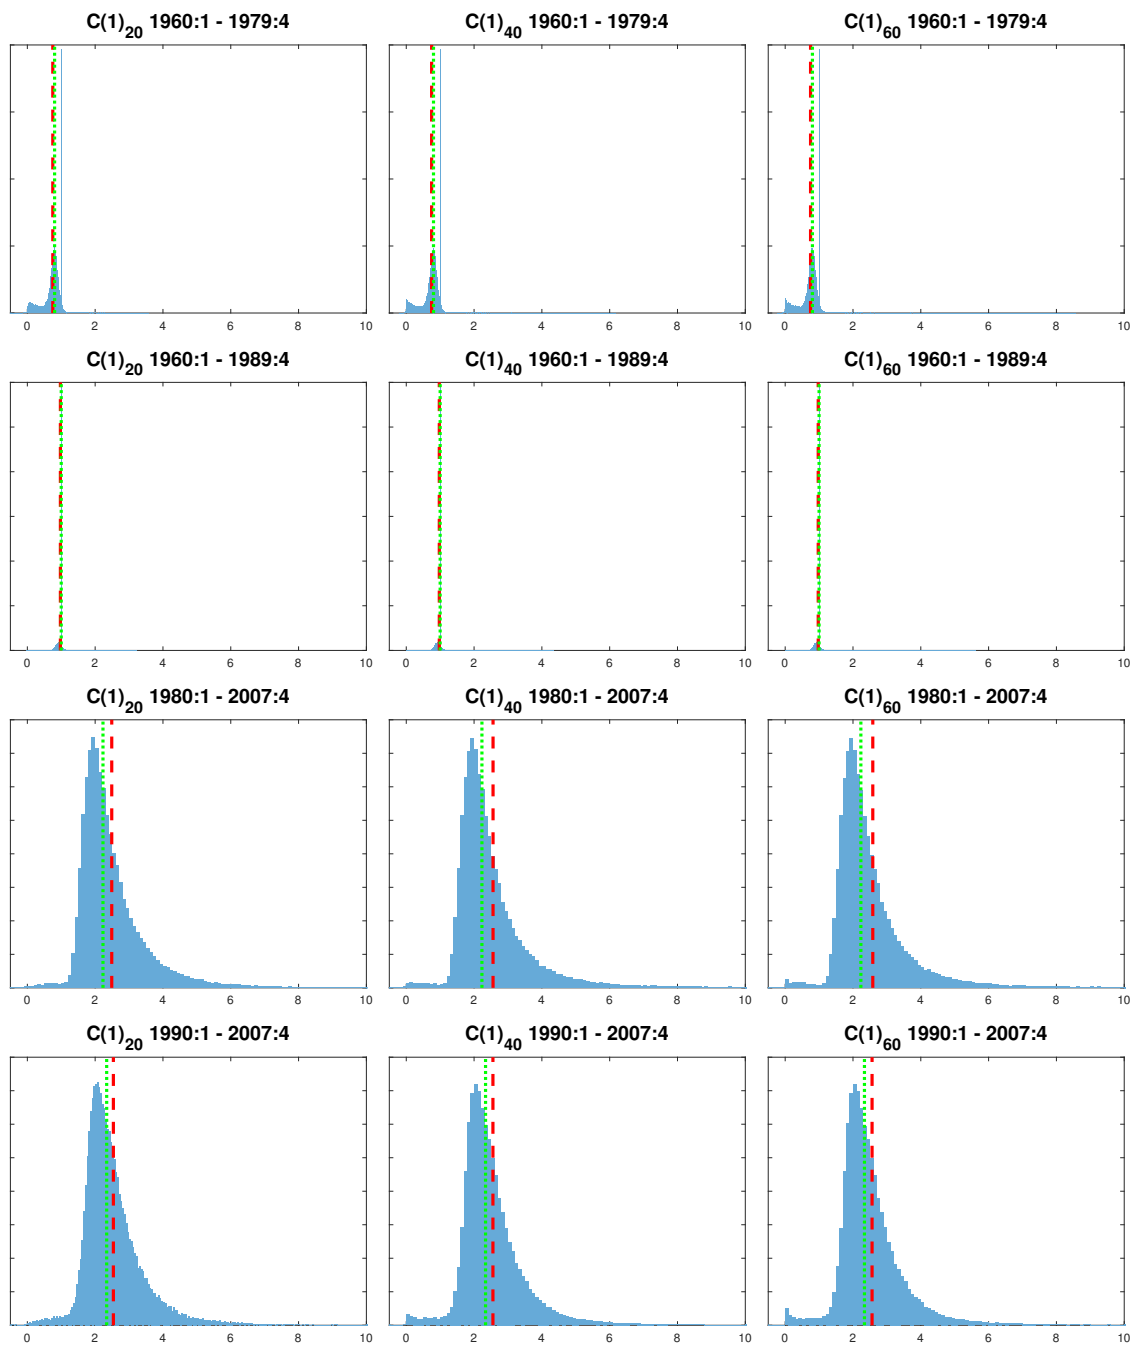 C(1)20 1960:1 - 1979:4
C(1)40 1960:1 - 1979:4
C(1)60 1960:1 - 1979:4
0 2 4 6 8 10
0 2 4 6 8 10
0 2 4 6 8 10
C(1)20 1960:1 - 1989:4
C(1)40 1960:1 - 1989:4
C(1)60 1960:1 - 1989:4
0 2 4 6 8 10
0 2 4 6 8 10
0 2 4 6 8 10
C(1)20 1980:1 - 2007:4
C(1)40 1980:1 - 2007:4
C(1)60 1980:1 - 2007:4
0 2 4 6 8 10
0 2 4 6 8 10
0 2 4 6 8 10
C(1)20 1990:1 - 2007:4
C(1)40 1990:1 - 2007:4
C(1)60 1990:1 - 2007:4
0 2 4 6 8 10
0 2 4 6 8 10
0 2 4 6 8 10